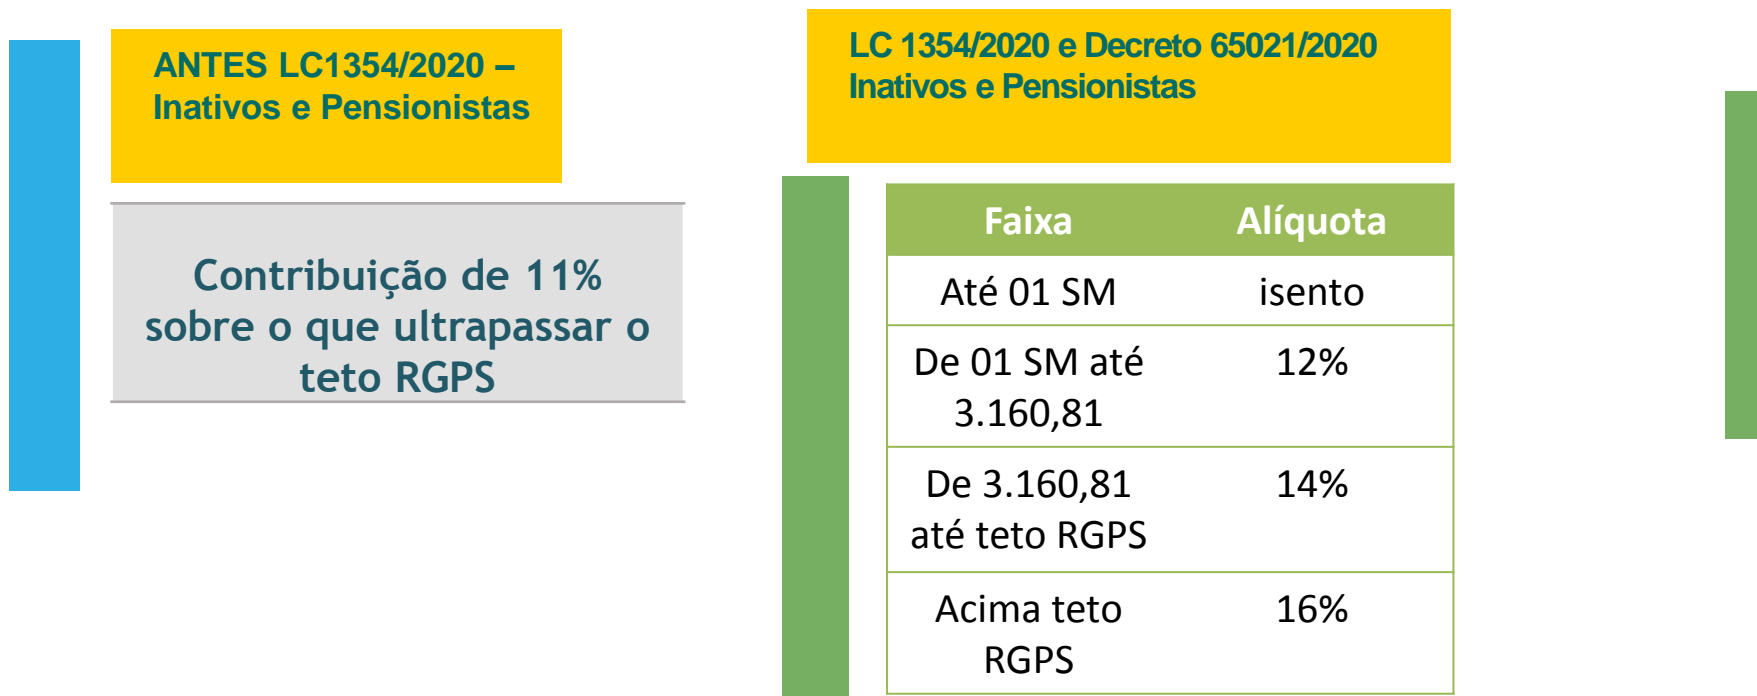 ANTES LC1354/2020 –
Inativos e Pensionistas
Contribuição de 11%
sobre o que ultrapassar o
teto RGPS
LC 1354/2020 e Decreto 65021/2020
Inativos e Pensionistas
Faixa Alíquota
Até 01 SM isento
De 01 SM até 12%
3.160,81
De 3.160,81 14%
até teto RGPS
Acima teto 16%
RGPS